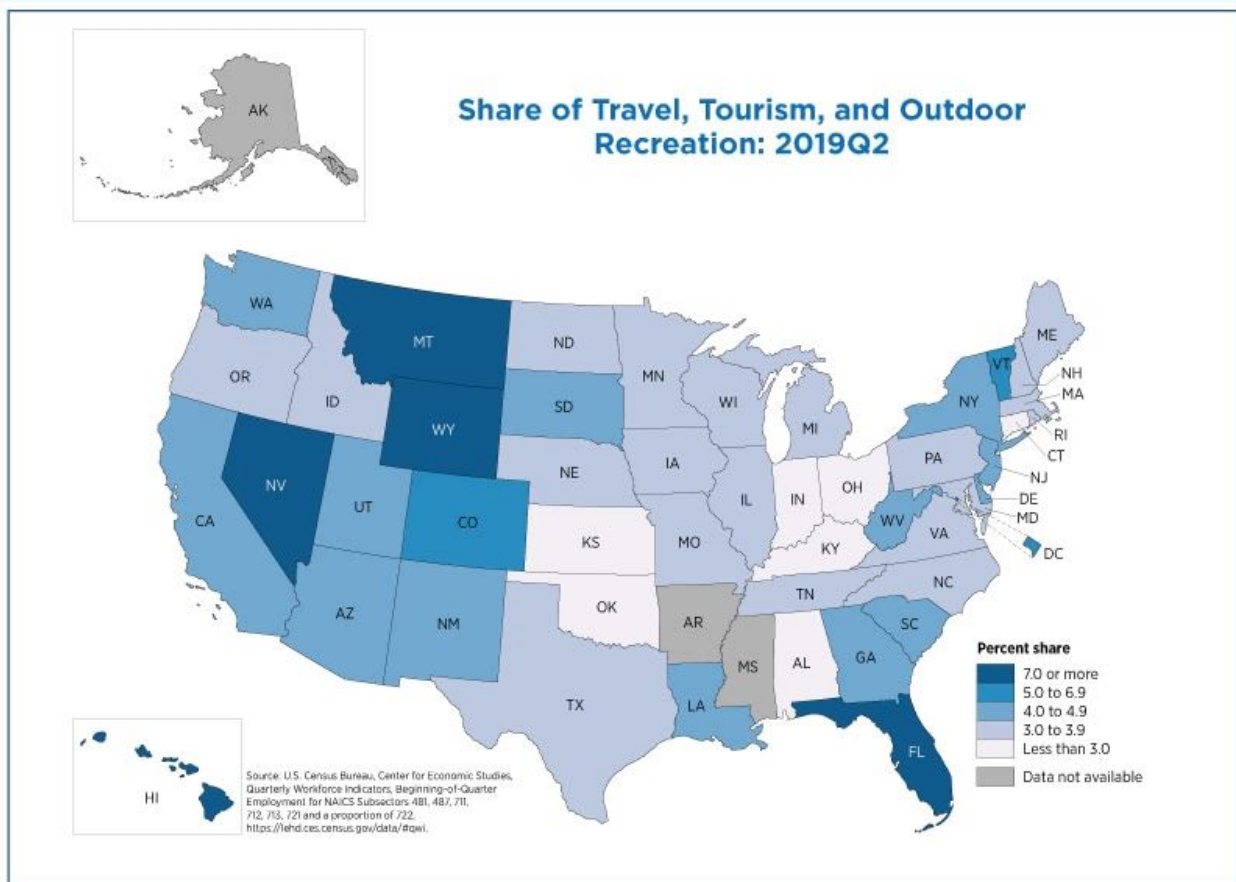 AK
Share of Travel, Tourism, and Outdoor
Recreation: 2019Q2
WA
MT
ND
MN
ME
OR
ID
SD
WI
MI
VT
NH
MA
NY
RI
CT
WY
NE
IA
PA
NJ
NV
UT
CO
IL
IN
OH
DE
MD
CA
KS
MO
WV
VA
KY
DC
AZ
NM
OK
AR
TN
NC
SC
TX
LA
MS
AL
GA
FL
Percent share
7.0 or more
5.0 to 6.9
4.0 to 4.9
3.0 to 3.9
Less than 3.0
Data not available
HI
Source: U.S. Census Bureau, Center for Economic Studies,
Quarterly Workforce Indicators, Beginning-of-Quarter
Employment for NAICS Subsectors 481, 487, 711,
712, 713, 721 and a proportion of 722.
https://lehd.ces.census.gov/data/#qwi.